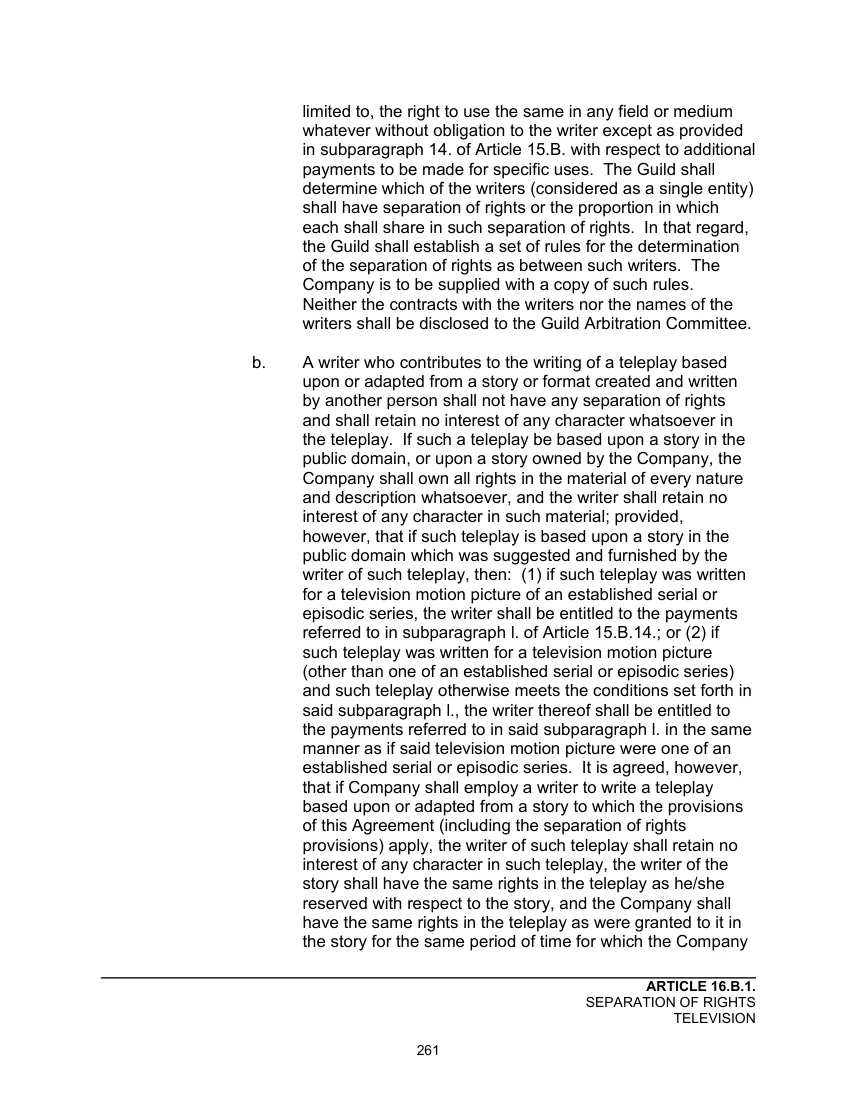 limited to, the right to use the same in any field or medium
whatever without obligation to the writer except as provided
in subparagraph 14. of Article 15.B. with respect to additional
payments to be made for specific uses.  The Guild shall
determine which of the writers (considered as a single entity)
shall have separation of rights or the proportion in which
each shall share in such separation of rights.  In that regard,
the Guild shall establish a set of rules for the determination
of the separation of rights as between such writers.  The
Company is to be supplied with a copy of such rules.
Neither the contracts with the writers nor the names of the
writers shall be disclosed to the Guild Arbitration Committee.
b. A writer who contributes to the writing of a teleplay based
upon or adapted from a story or format created and written
by another person shall not have any separation of rights
and shall retain no interest of any character whatsoever in
the teleplay.  If such a teleplay be based upon a story in the
public domain, or upon a story owned by the Company, the
Company shall own all rights in the material of every nature
and description whatsoever, and the writer shall retain no
interest of any character in such material; provided,
however, that if such teleplay is based upon a story in the
public domain which was suggested and furnished by the
writer of such teleplay, then:  (1) if such teleplay was written
for a television motion picture of an established serial or
episodic series, the writer shall be entitled to the payments
referred to in subparagraph l. of Article 15.B.14.; or (2) if
such teleplay was written for a television motion picture
(other than one of an established serial or episodic series)
and such teleplay otherwise meets the conditions set forth in
said subparagraph l., the writer thereof shall be entitled to
the payments referred to in said subparagraph l. in the same
manner as if said television motion picture were one of an
established serial or episodic series.  It is agreed, however,
that if Company shall employ a writer to write a teleplay
based upon or adapted from a story to which the provisions
of this Agreement (including the separation of rights
provisions) apply, the writer of such teleplay shall retain no
interest of any character in such teleplay, the writer of the
story shall have the same rights in the teleplay as he/she
reserved with respect to the story, and the Company shall
have the same rights in the teleplay as were granted to it in
the story for the same period of time for which the Company
ARTICLE 16.B.1.
SEPARATION OF RIGHTS
TELEVISION
261